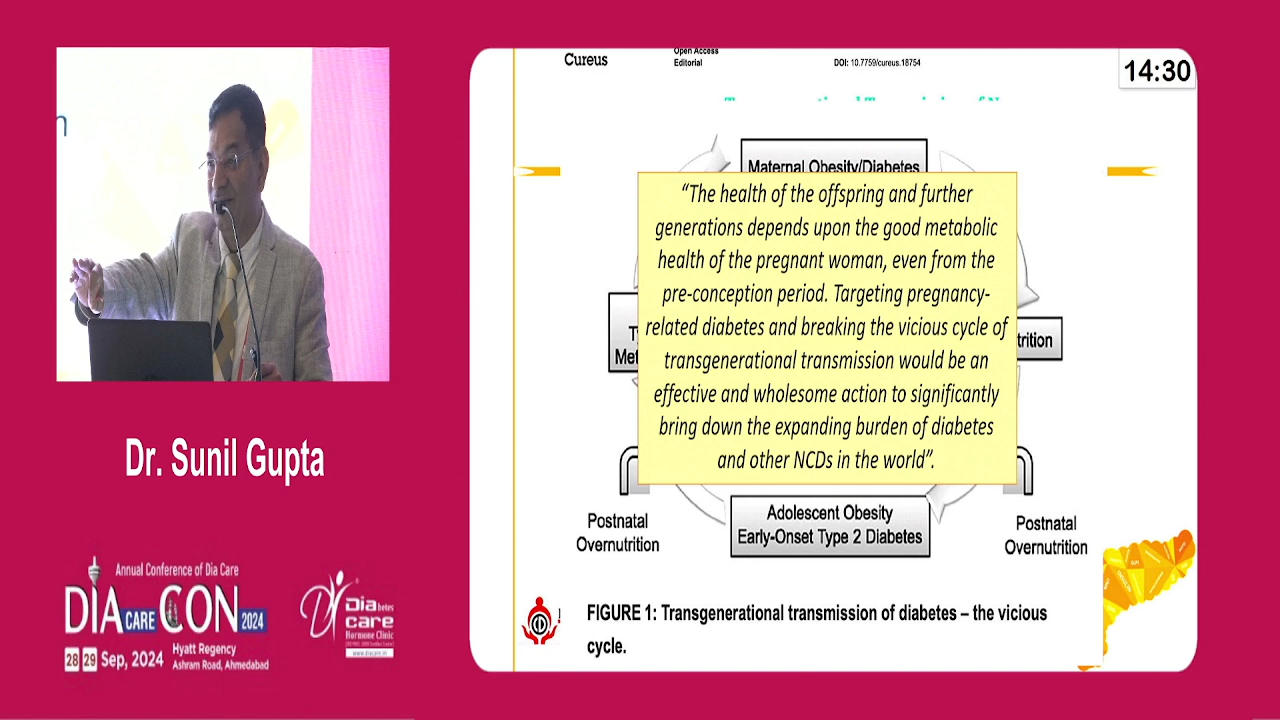 n
Dr. Sunil Gupta
Annual Conference of Dia Care
DIA CARE CON 2024
28 29 Sep, 2024
Hyatt Regency
Ashram Road, Ahmedabad
Diabetes
care
Hormone Clinic
Cureus
Open Access
Editorial
DOI: 10.7759/cureus.18754
14:30
Maternal Obesity/Diabetes
“The health of the offspring and further
generations depends upon the good metabolic
health of the pregnant woman, even from the
pre-conception period. Targeting pregnancy-
related diabetes and breaking the vicious cycle of
transgenerational transmission would be an
effective and wholesome action to significantly
bring down the expanding burden of diabetes
and other NCDs in the world”.
T
Met
trition
Adolescent Obesity
Early-Onset Type 2 Diabetes
Postnatal
Overnutrition
Postnatal
Overnutrition
FIGURE 1: Transgenerational transmission of diabetes – the vicious
cycle.